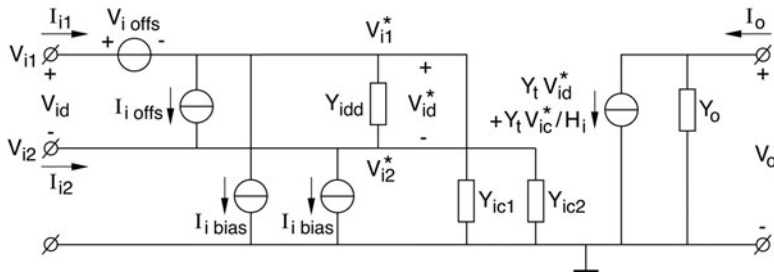 I_i1 V_i offs V*_i1 I_o
V_i1 + - +
+ Y_t V*_id +
V_id I_i offs Y_idd V*_id + Y_t V*_ic / H_i Y_o
- -
V_i2 V*_i2 V_o
I_i2
I_i bias I_i bias Y_ic1 Y_ic2
-